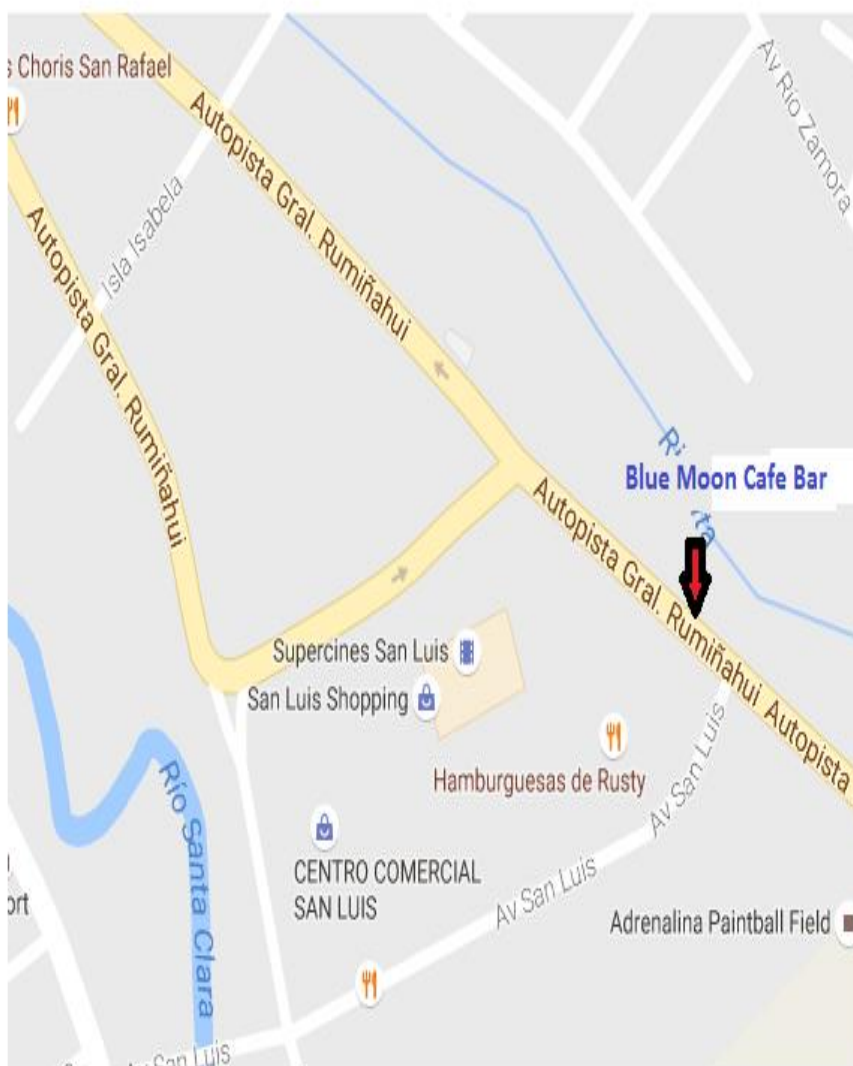 s Choris San Rafael
Av Río Zamora
Autopista Gral. Rumiñahui
Isla Isabela
Autopista Gral. Rumiñahui
Blue Moon Cafe Bar
Autopista Gral. Rumiñahui
Autopista
Supercines San Luis
San Luis Shopping
Hamburguesas de Rusty
Av San Luis
Río Santa Clara
CENTRO COMERCIAL
SAN LUIS
Av San Luis
ort
Adrenalina Paintball Field
Av San Luis